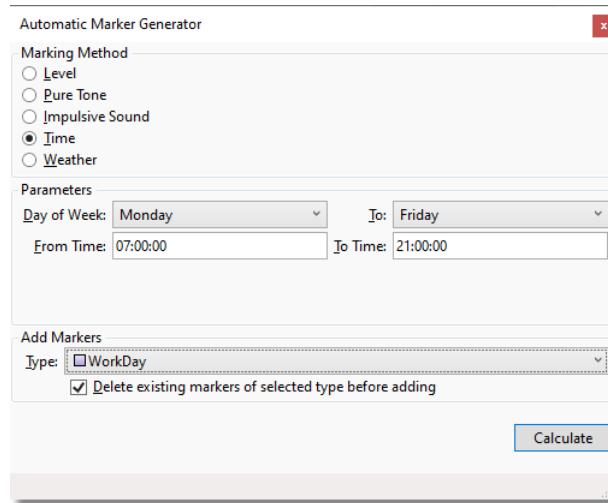 Automatic Marker Generator
x
Marking Method
Level
Pure Tone
Impulsive Sound
Time
Weather
Parameters
Day of Week: Monday To: Friday
From Time: 07:00:00 To Time: 21:00:00
Add Markers
Type: WorkDay
Delete existing markers of selected type before adding
Calculate